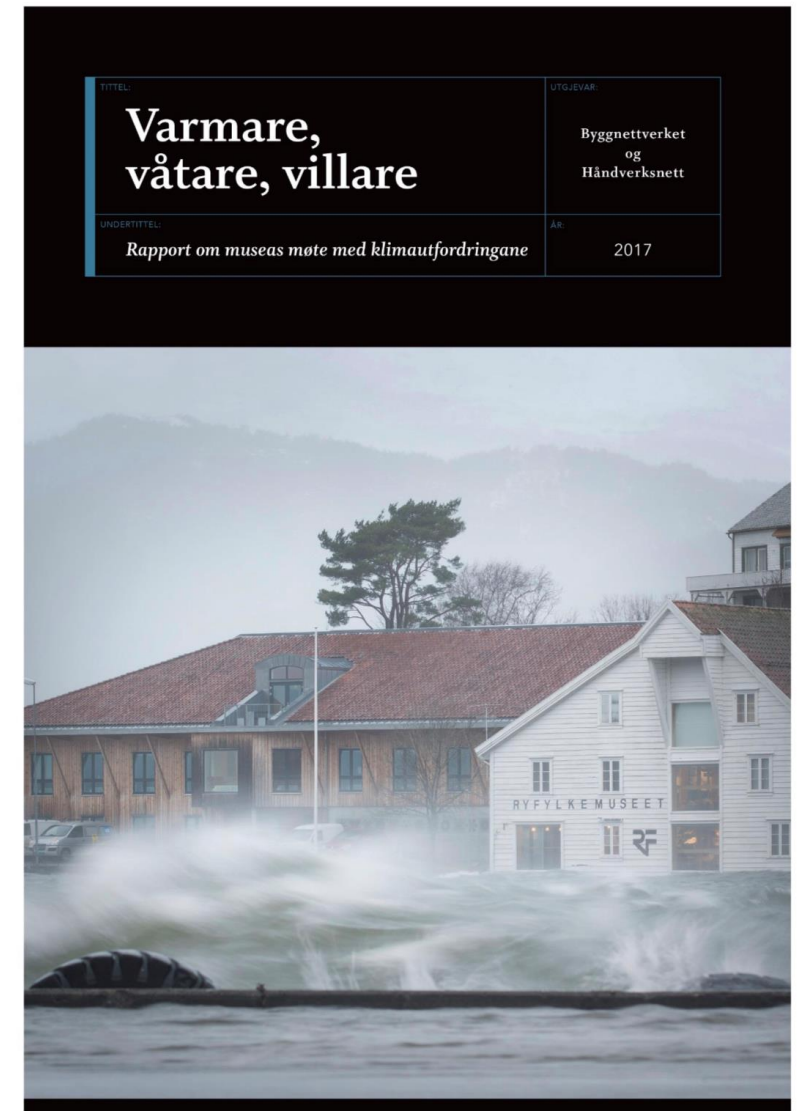 TITTEL:
Varmare,
våtare, villare
UTGJEVAR:
Byggnettverket
og
Håndverksnett
UNDERTITTEL:
Rapport om museas møte med klimautfordringane
ÅR:
2017
RYFYLKEMUSEET
RF